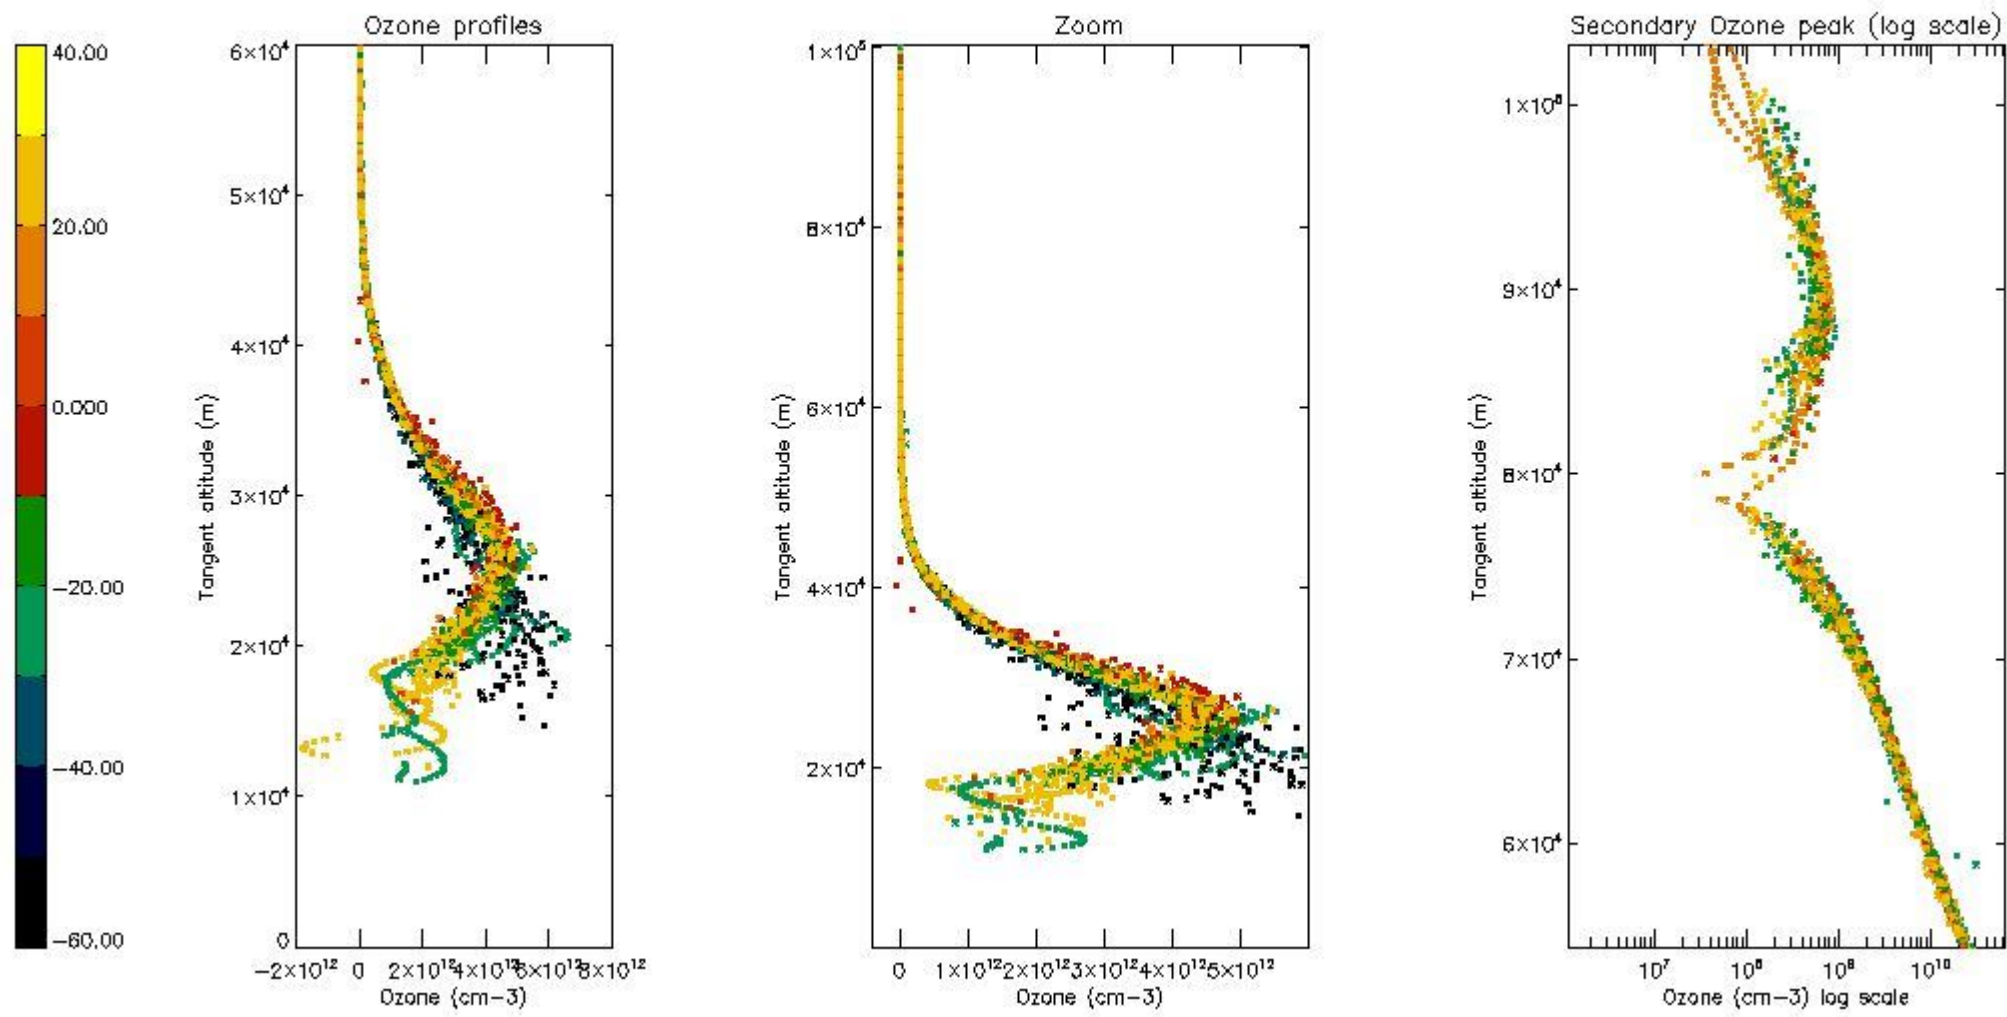 Ozone profiles
Zoom
Secondary Ozone peak (log scale)
40.00
20.00
0.000
-20.00
-40.00
-60.00
6×10⁴
5×10⁴
4×10⁴
3×10⁴
2×10⁴
1×10⁴
0
Tangent altitude (m)
-2×10¹² 0 2×10¹² 4×10¹² 6×10¹² 8×10¹²
Ozone (cm-3)
1×10⁵
8×10⁴
6×10⁴
4×10⁴
2×10⁴
Tangent altitude (m)
0 1×10¹² 2×10¹² 3×10¹² 4×10¹² 5×10¹²
Ozone (cm-3)
9×10⁴
8×10⁴
7×10⁴
6×10⁴
Tangent altitude (m)
10⁷ 10¹⁰
Ozone (cm-3) log scale